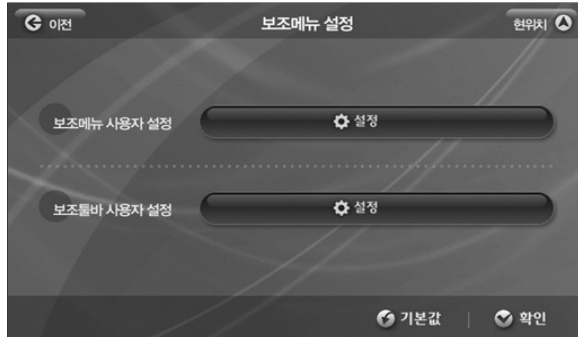 이전
보조메뉴 설정
현위치
보조메뉴 사용자 설정
설정
보조툴바 사용자 설정
설정
기본값
확인